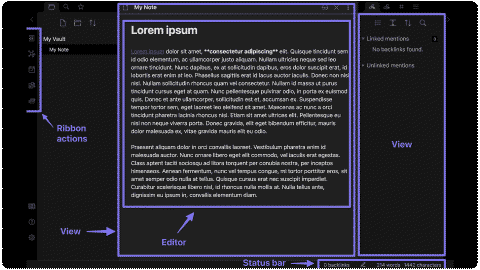 My Note
Lorem ipsum
My Vault
My Note
Lorem ipsum dolor sit amet, **consectetur adipiscing** elit. Quisque tincidunt sem
id odio elementum, ac ullamcorper justo aliquam. Nullam ultricies neque sed leo
ornare tincidunt. Nunc dapibus, ex at sollicitudin dapibus, eros dolor suscipit erat, id
lobortis erat enim at leo. Phasellus sagittis erat id lacus auctor iaculis. Donec non nisi
nisl. Nullam sollicitudin rhoncus quam vel consectetur. Nulla id massa ut purus
tincidunt cursus eget at quam. Nunc pellentesque pulvinar odio, in porta ex euismod
quis. Donec et ante ullamcorper, sollicitudin est et, accumsan ex. Suspendisse
tempor tortor sem, eget laoreet leo eleifend sit amet. Maecenas ac nunc a orci
tincidunt pharetra lacinia rhoncus nisl. Etiam sit amet ultrices elit. Pellentesque eu
nisl non neque viverra porta. Donec viverra, elit eget bibendum efficitur, mauris
dolor malesuada ex, vitae gravida mauris elit eu odio.
Praesent aliquam dolor in orci convallis laoreet. Vestibulum pharetra enim id
malesuada auctor. Nunc ornare libero eget elit commodo, vel iaculis erat egestas.
Class aptent taciti sociosqu ad litora torquent per conubia nostra, per inceptos
himenaeos. Aenean fermentum, nunc vel tempus congue, mi tortor porttitor elit, sit
amet semper odio nulla at tellus. Quisque cursus erat nec suscipit imperdiet.
Curabitur scelerisque libero nisl, id rhoncus nulla mollis at. Nulla tellus ante,
dignissim eu ipsum in, convallis elementum diam.
Linked mentions
No backlinks found.
Unlinked mentions
Ribbon
actions
View
View
Editor
Status bar
0 backlinks
214 words 1440 characters